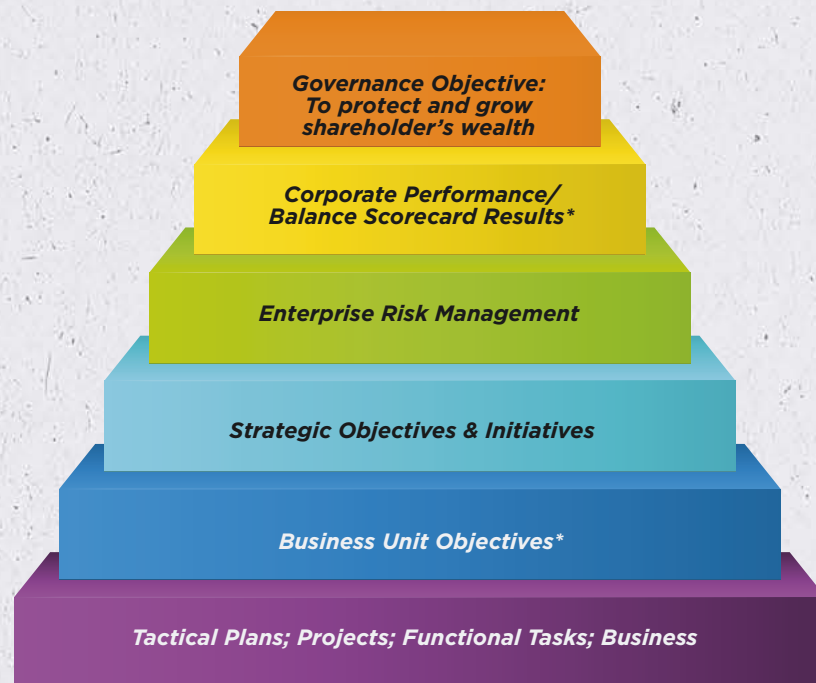 Governance Objective:
To protect and grow
shareholder's wealth
Corporate Performance/
Balance Scorecard Results*
Enterprise Risk Management
Strategic Objectives & Initiatives
Business Unit Objectives*
Tactical Plans; Projects; Functional Tasks; Business